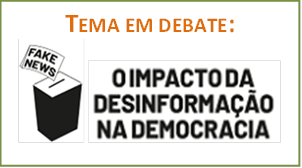 TEMA EM DEBATE:
FAKE
NEWS
O IMPACTO DA
DESINFORMAÇÃO
NA DEMOCRACIA